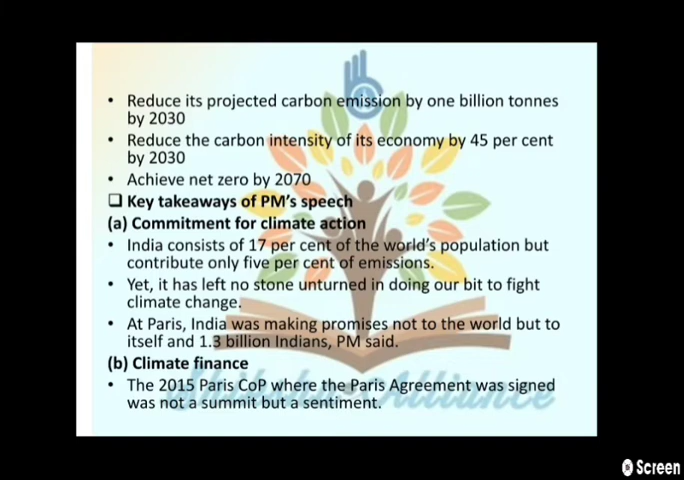 • Reduce its projected carbon emission by one billion tonnes
by 2030
• Reduce the carbon intensity of its economy by 45 per cent
by 2030
• Achieve net zero by 2070
❑ Key takeaways of PM's speech
(a) Commitment for climate action
• India consists of 17 per cent of the world's population but
contribute only five per cent of emissions.
• Yet, it has left no stone unturned in doing our bit to fight
climate change.
• At Paris, India was making promises not to the world but to
itself and 1.3 billion Indians, PM said.
(b) Climate finance
• The 2015 Paris CoP where the Paris Agreement was signed
was not a summit but a sentiment.
Alliance
Screen